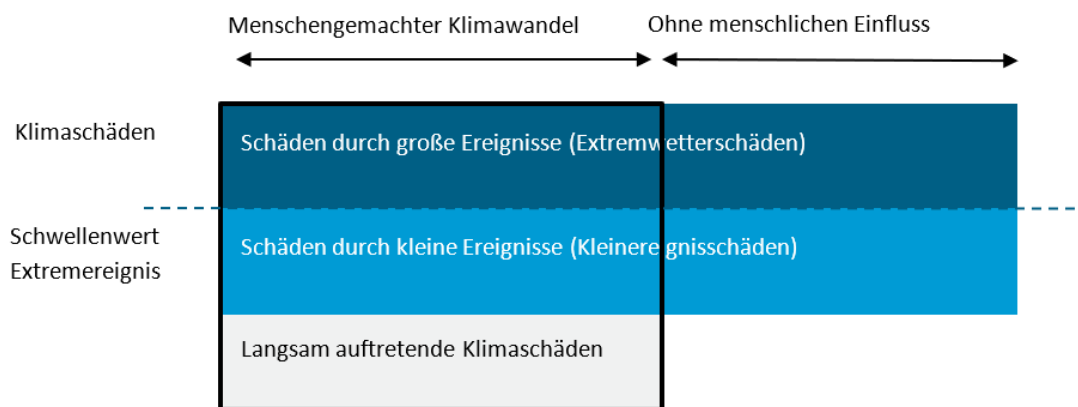 Menschengemachter Klimawandel
Ohne menschlichen Einfluss
Klimaschäden
Schäden durch große Ereignisse (Extremwetterschäden)
Schwellenwert
Extremereignis
Schäden durch kleine Ereignisse (Kleinereignisschäden)
Langsam auftretende Klimaschäden